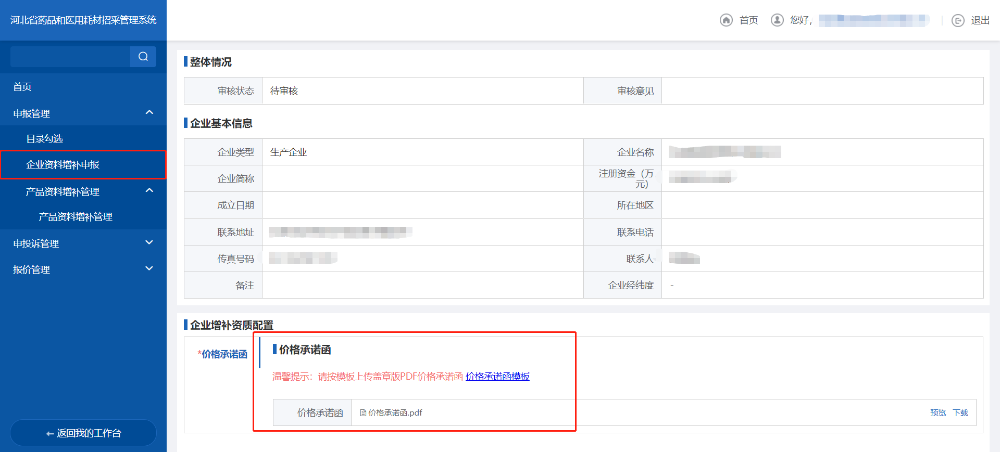 河北省药品和医用耗材招采管理系统
首页
您好,
退出
首页
申报管理
目录勾选
企业资料增补申报
产品资料增补管理
产品资料增补管理
申投诉管理
报价管理
返回我的工作台
整体情况
审核状态 待审核 审核意见
企业基本信息
企业类型 生产企业 企业名称
企业简称 注册资金（万
元）
成立日期 所在地区
联系地址 联系电话
传真号码 联系人
备注 企业经纬度 -
企业增补资质配置
*价格承诺函
价格承诺函
温馨提示：请按模板上传盖章版PDF价格承诺函 价格承诺函模板
价格承诺函 价格承诺函.pdf 预览 下载